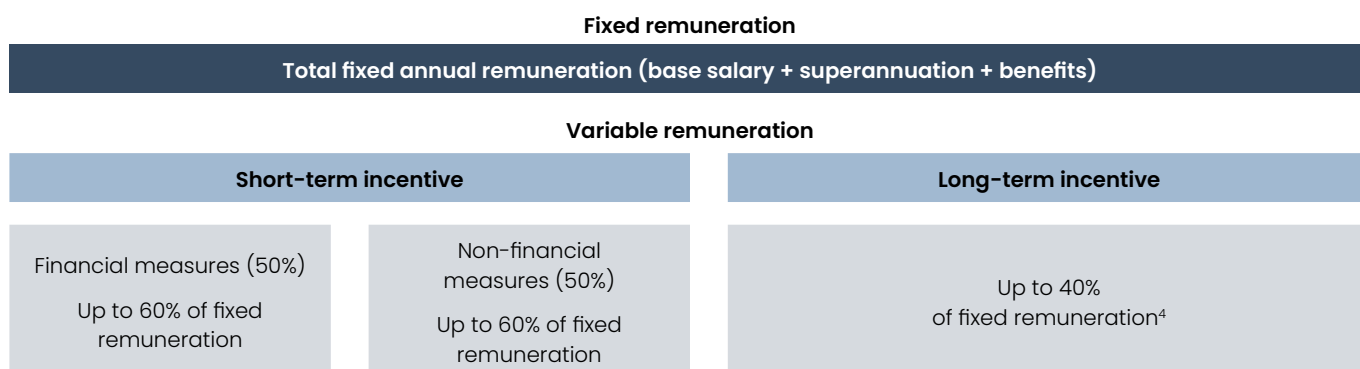 Fixed remuneration
Total fixed annual remuneration (base salary + superannuation + benefits)
Variable remuneration
Short-term incentive
Long-term incentive
Financial measures (50%)
Up to 60% of fixed
remuneration
Non-financial
measures (50%)
Up to 60% of fixed
remuneration
Up to 40%
of fixed remuneration⁴